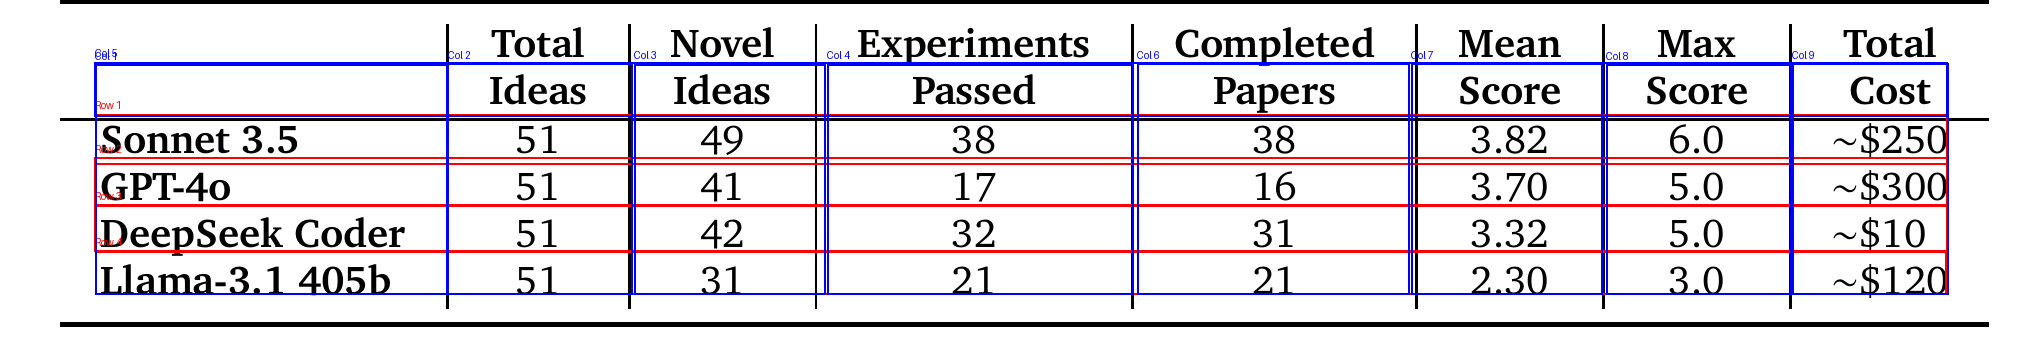 Total Novel Experiments Completed Mean Max Total
Col 5
Col 1 Col 2 Col 3 Col 4 Col 6 Col 7 Col 8 Col 9
Ideas Ideas Passed Papers Score Score Cost
Row 1
Sonnet 3.5 51 49 38 38 3.82 6.0 ~$250
Row 2
GPT-4o 51 41 17 16 3.70 5.0 ~$300
Row 3
DeepSeek Coder 51 42 32 31 3.32 5.0 ~$10
Row 4
Llama-3.1 405b 51 31 21 21 2.30 3.0 ~$120